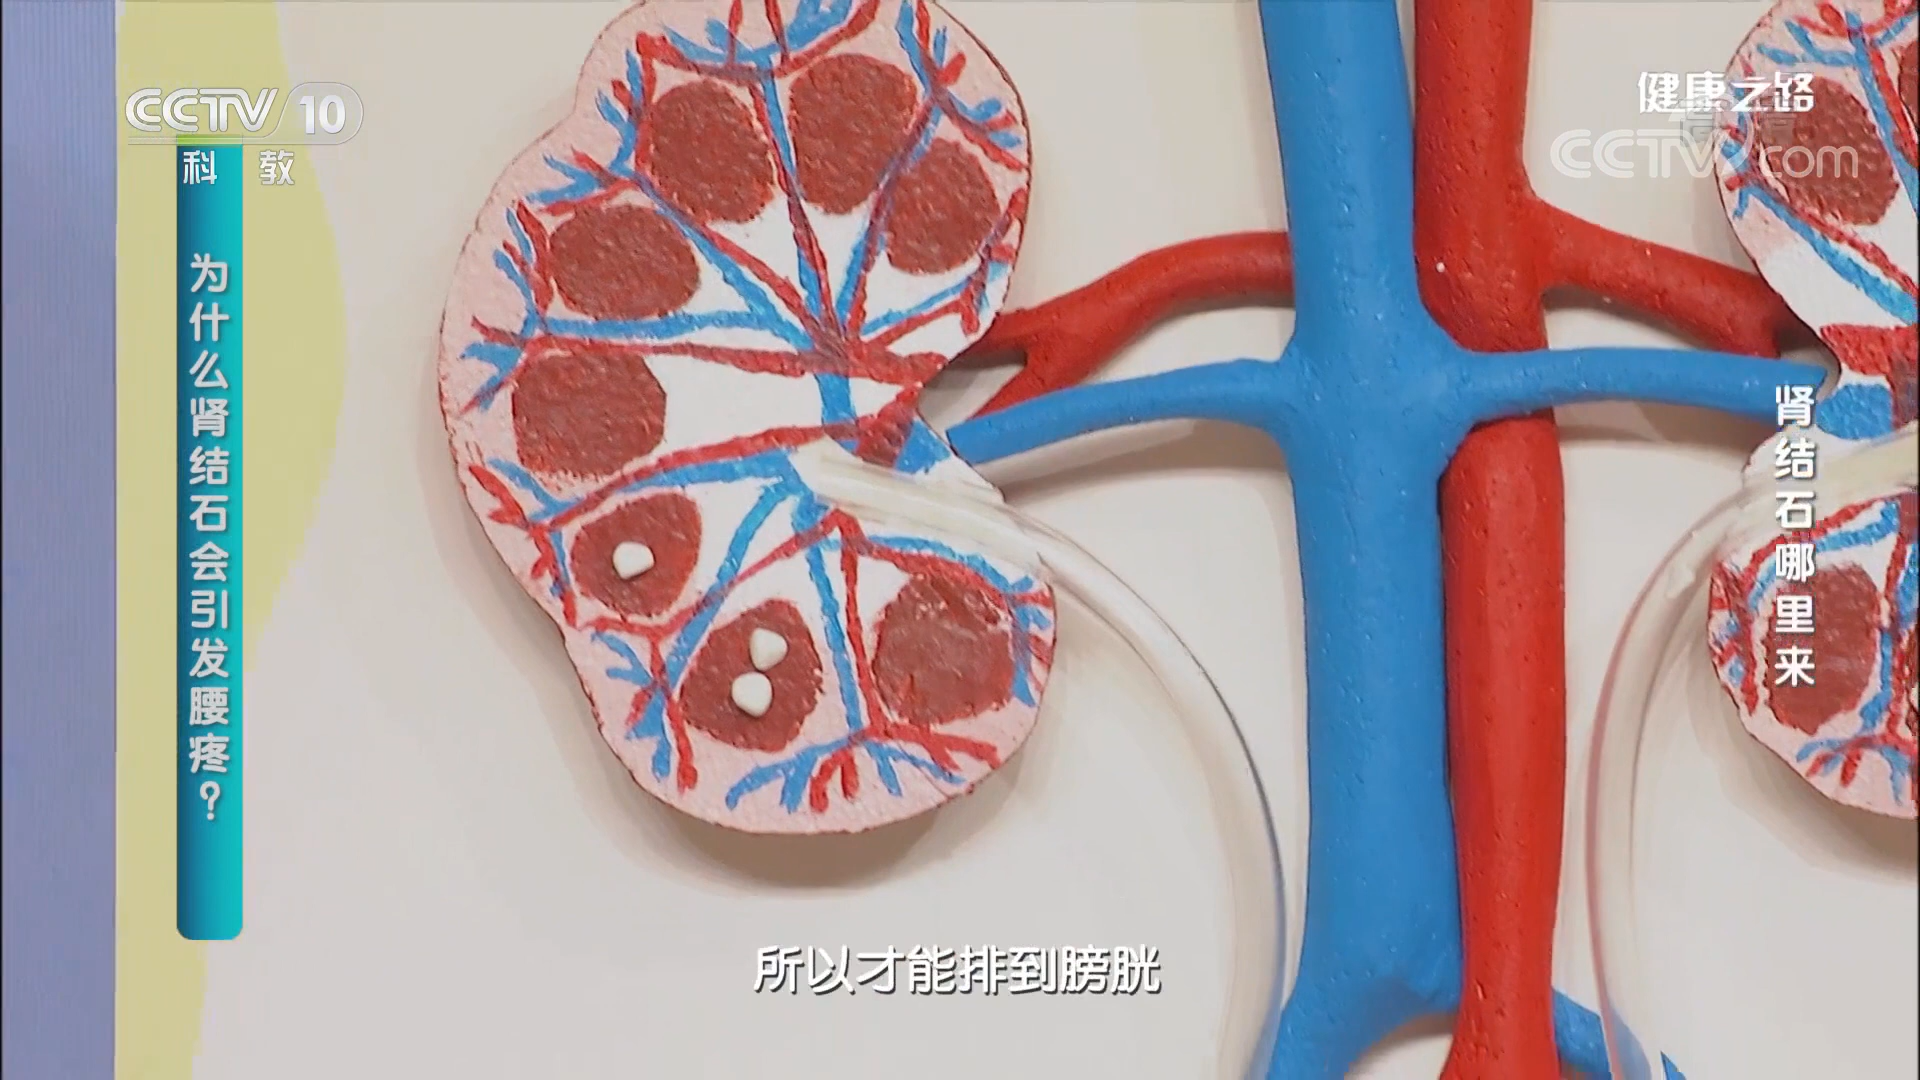 CCTV 10
科 教
健康之路
CCTV.com
为什么肾结石会引发腰疼？
肾结石哪里来
所以才能排到膀胱